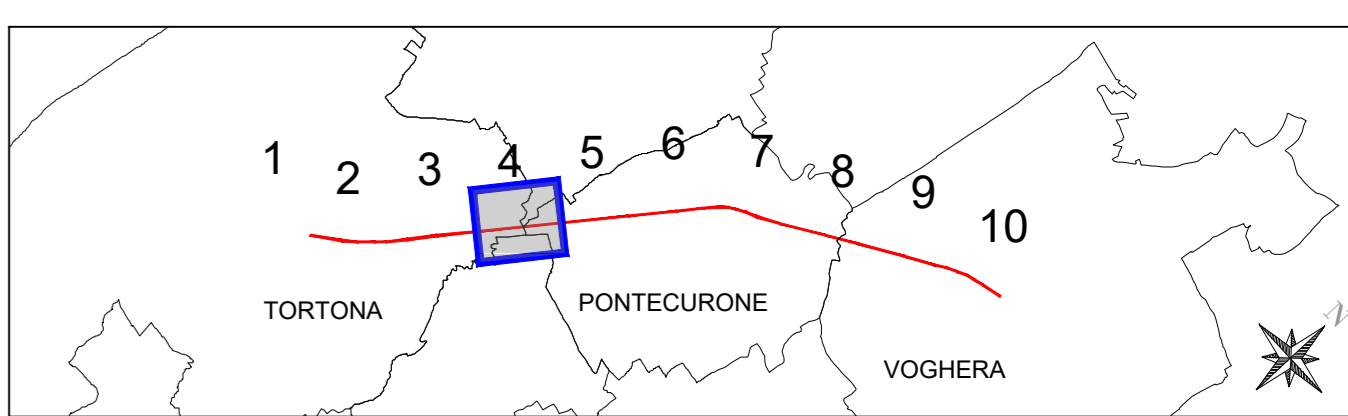 1 2 3 4 5 6 7 8 9 10
TORTONA
PONTECURONE
VOGHERA
N